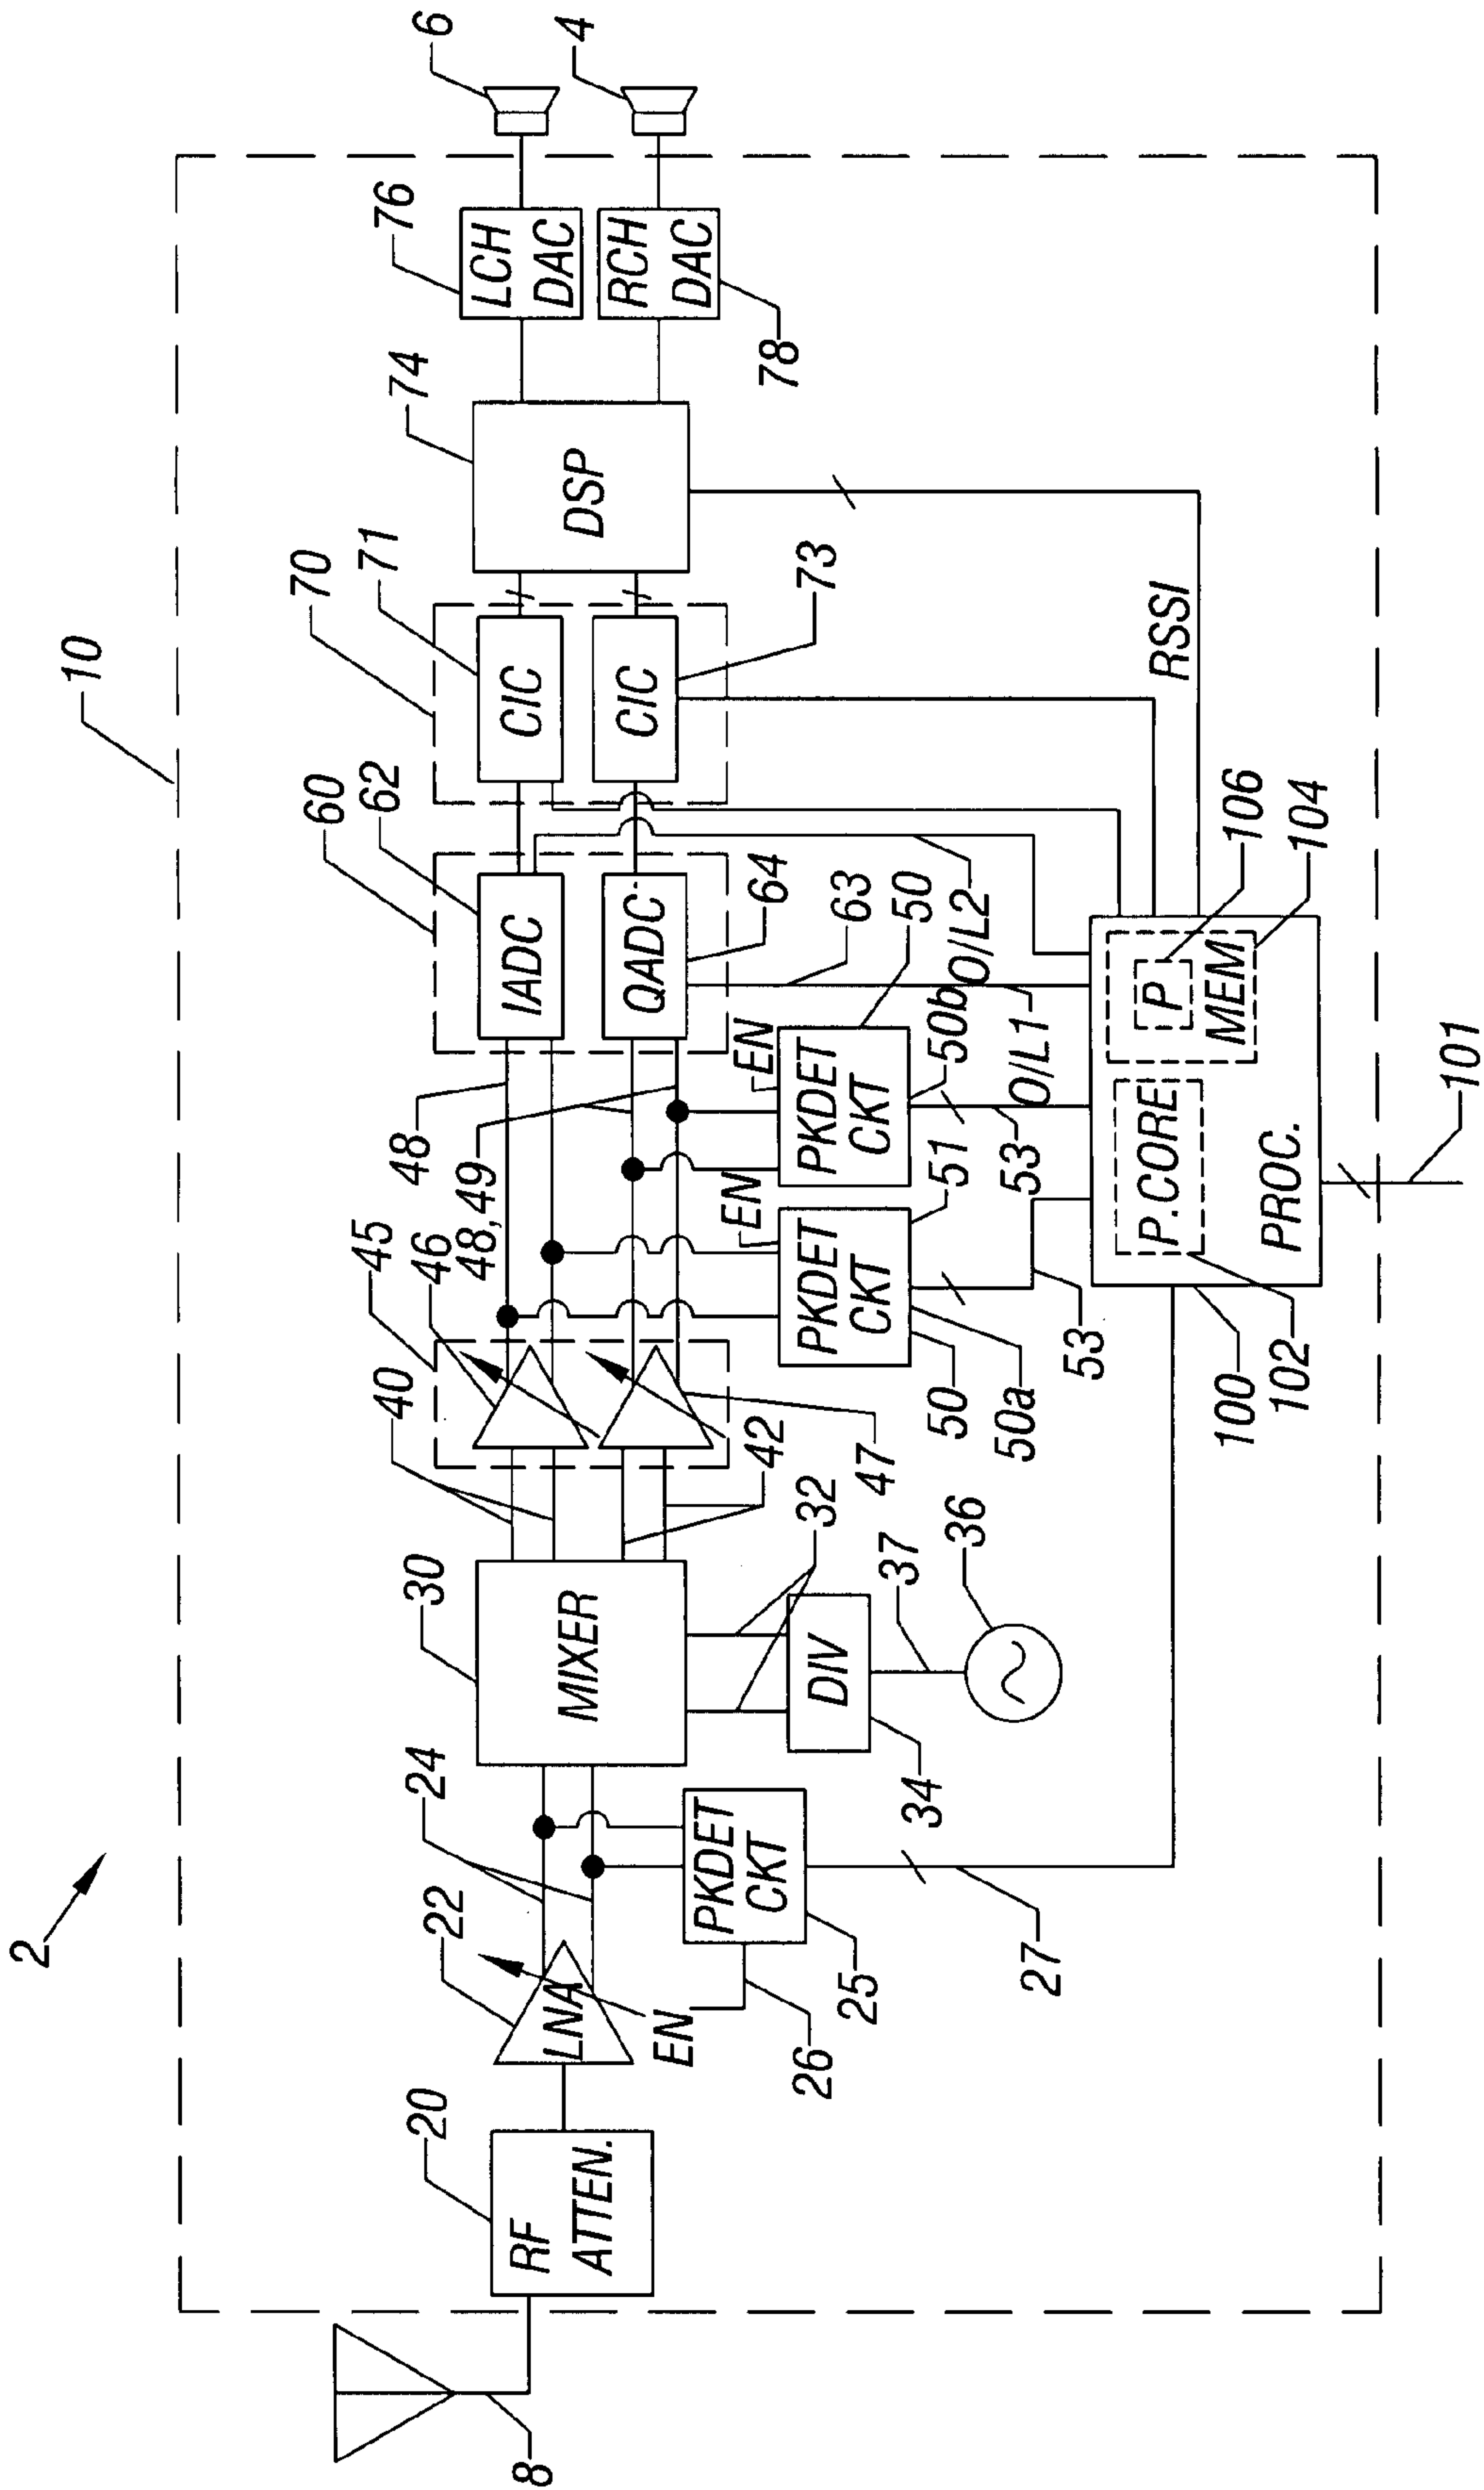 2
10
8
20
RF
ATTEN.
22
LNA
24
EN
26
PKDET
CKT
25
27
30
MIXER
32
DIV
34
37
36
40
42
45
46
47
48
48,49
EN
PKDET
CKT
51
50
50a
53
EN
PKDET
CKT
50
50b
53
60
62
IADC
QADC
64
63
O/L1
O/L2
70
71
CIC
CIC
73
74
DSP
RSSI
76
LCH
DAC
RCH
DAC
78
6
4
P. CORE
P
MEM
PROC.
100
102
106
104
101